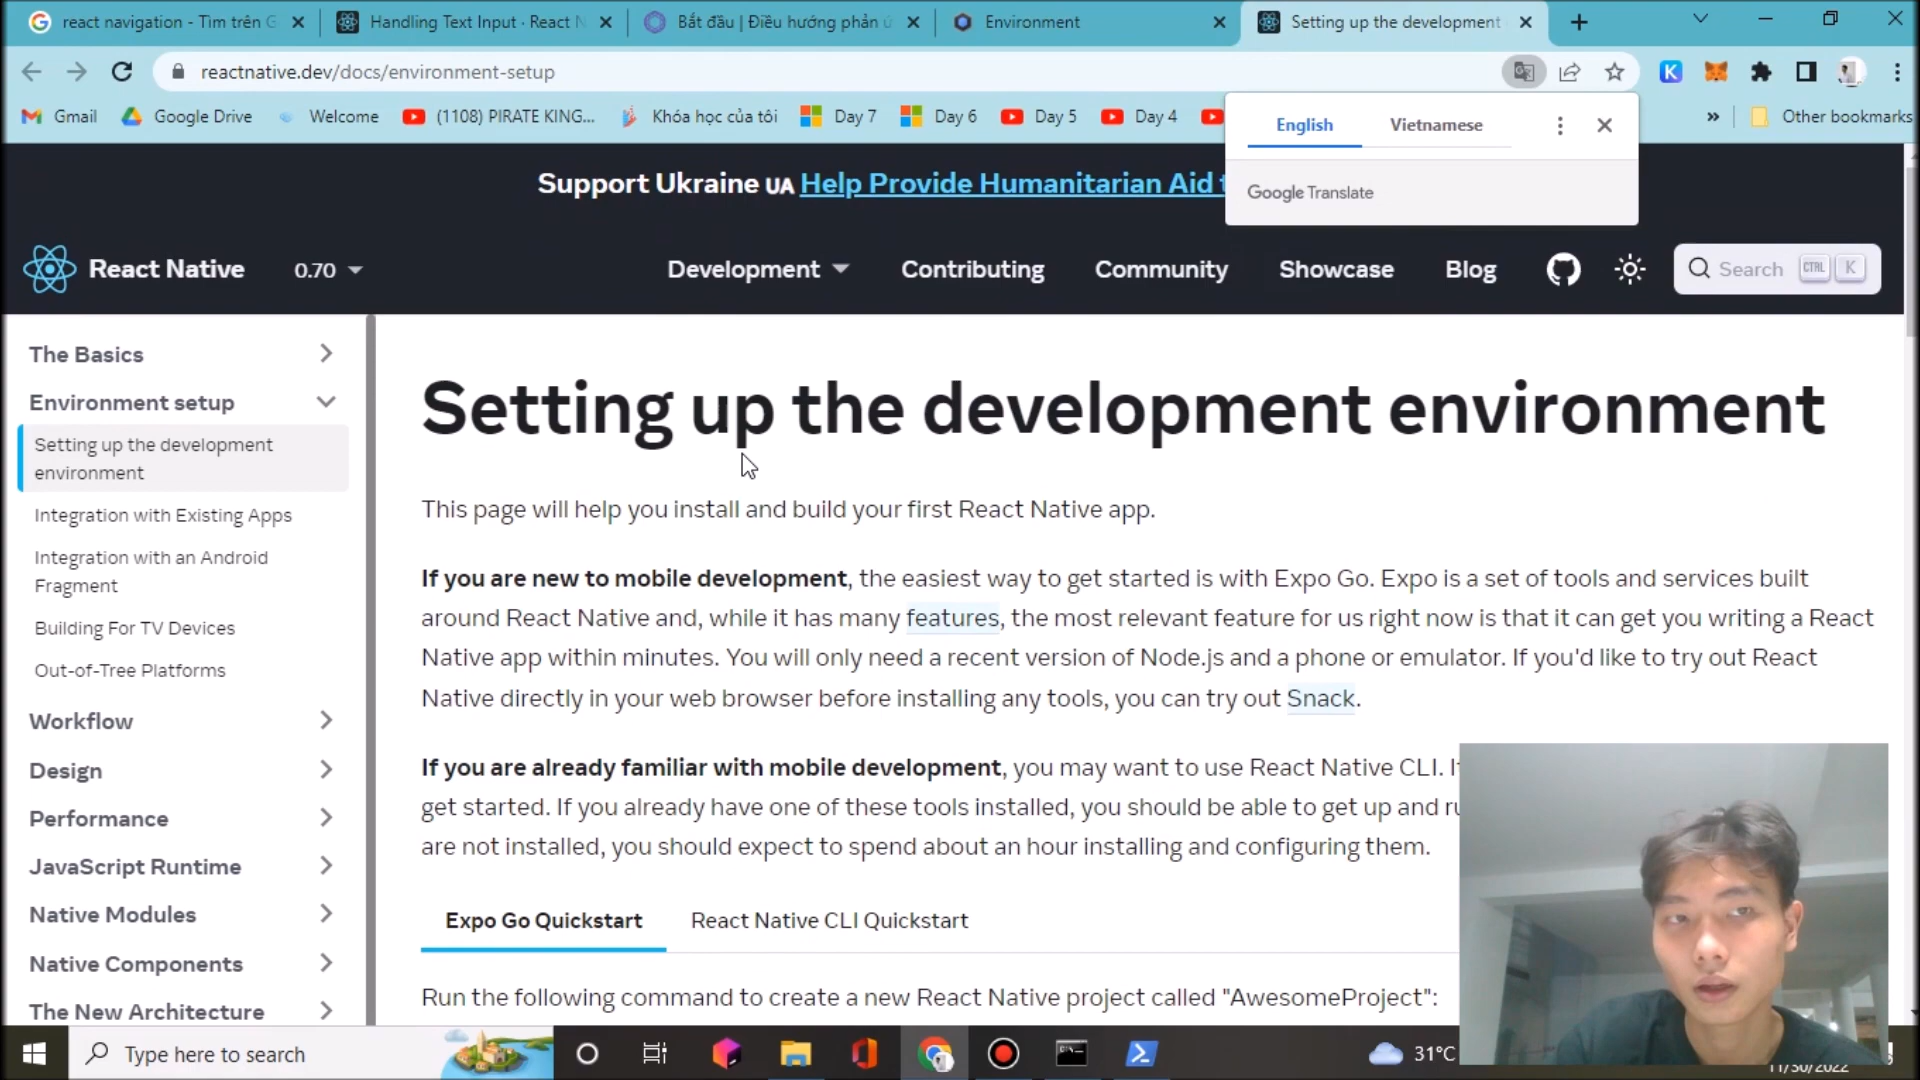 react navigation - Tìm trên G
Handling Text Input · React N
Bắt đầu | Điều hướng phản ứ
Environment
Setting up the development
reactnative.dev/docs/environment-setup
Gmail
Google Drive
Welcome
(1108) PIRATE KING...
Khóa học của tôi
Day 7
Day 6
Day 5
Day 4
»
Other bookmarks
English
Vietnamese
Google Translate
Support Ukraine UA Help Provide Humanitarian Aid t
React Native
0.70
Development
Contributing
Community
Showcase
Blog
Search CTRL K
The Basics
Environment setup
Setting up the development
environment
Integration with Existing Apps
Integration with an Android
Fragment
Building For TV Devices
Out-of-Tree Platforms
Workflow
Design
Performance
JavaScript Runtime
Native Modules
Native Components
The New Architecture
Setting up the development environment
This page will help you install and build your first React Native app.
If you are new to mobile development, the easiest way to get started is with Expo Go. Expo is a set of tools and services built
around React Native and, while it has many features, the most relevant feature for us right now is that it can get you writing a React
Native app within minutes. You will only need a recent version of Node.js and a phone or emulator. If you'd like to try out React
Native directly in your web browser before installing any tools, you can try out Snack.
If you are already familiar with mobile development, you may want to use React Native CLI. It
get started. If you already have one of these tools installed, you should be able to get up and ru
are not installed, you should expect to spend about an hour installing and configuring them.
Expo Go Quickstart
React Native CLI Quickstart
Run the following command to create a new React Native project called "AwesomeProject":
Type here to search
31°C
11/30/2022